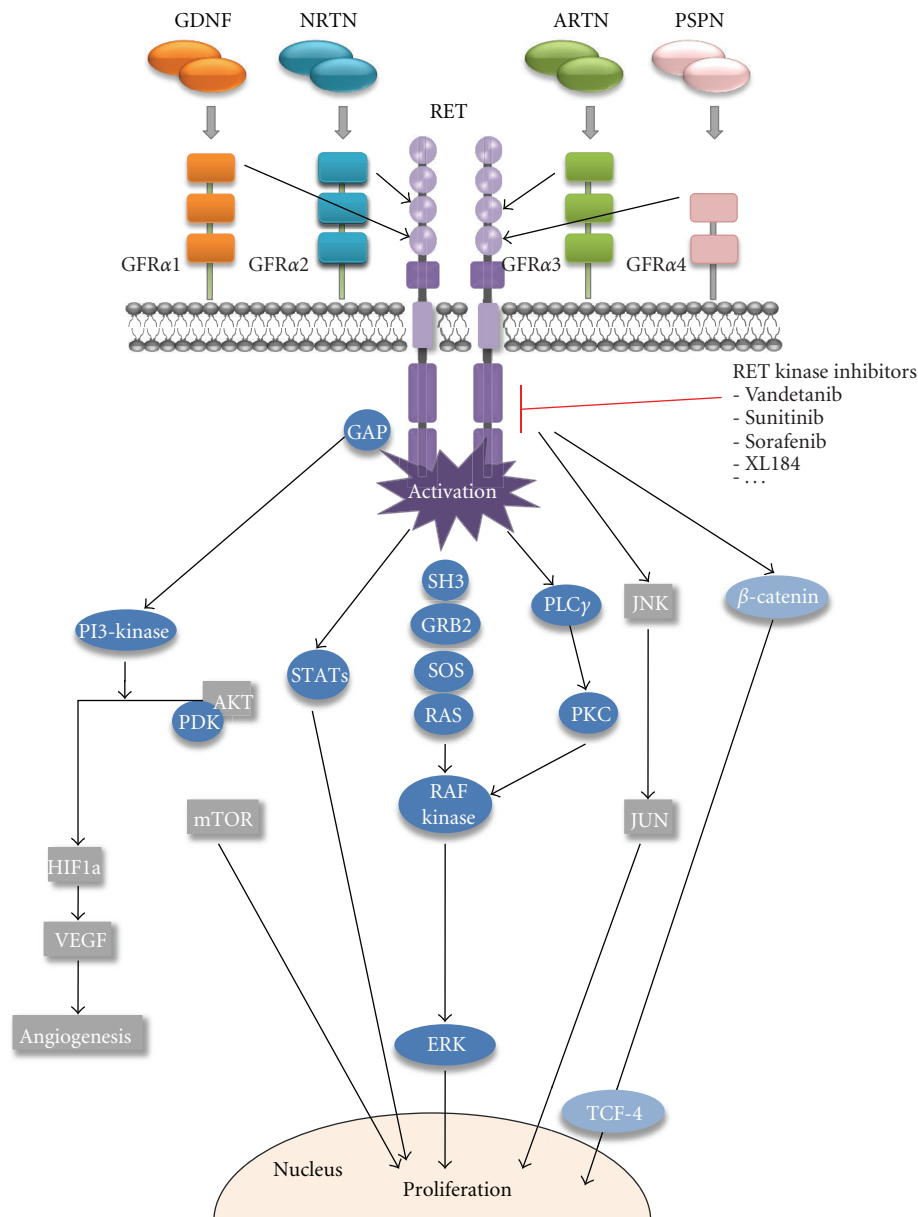 GDNF
NRTN
ARTN
PSPN
RET
GFRα1
GFRα2
GFRα3
GFRα4
RET kinase inhibitors
- Vandetanib
- Sunitinib
- Sorafenib
- XL184
- ...
GAP
Activation
SH3
GRB2
SOS
RAS
PLCγ
JNK
β-catenin
PI3-kinase
STATs
AKT
PDK
PKC
RAF
kinase
mTOR
JUN
HIF1a
VEGF
Angiogenesis
ERK
TCF-4
Nucleus
Proliferation